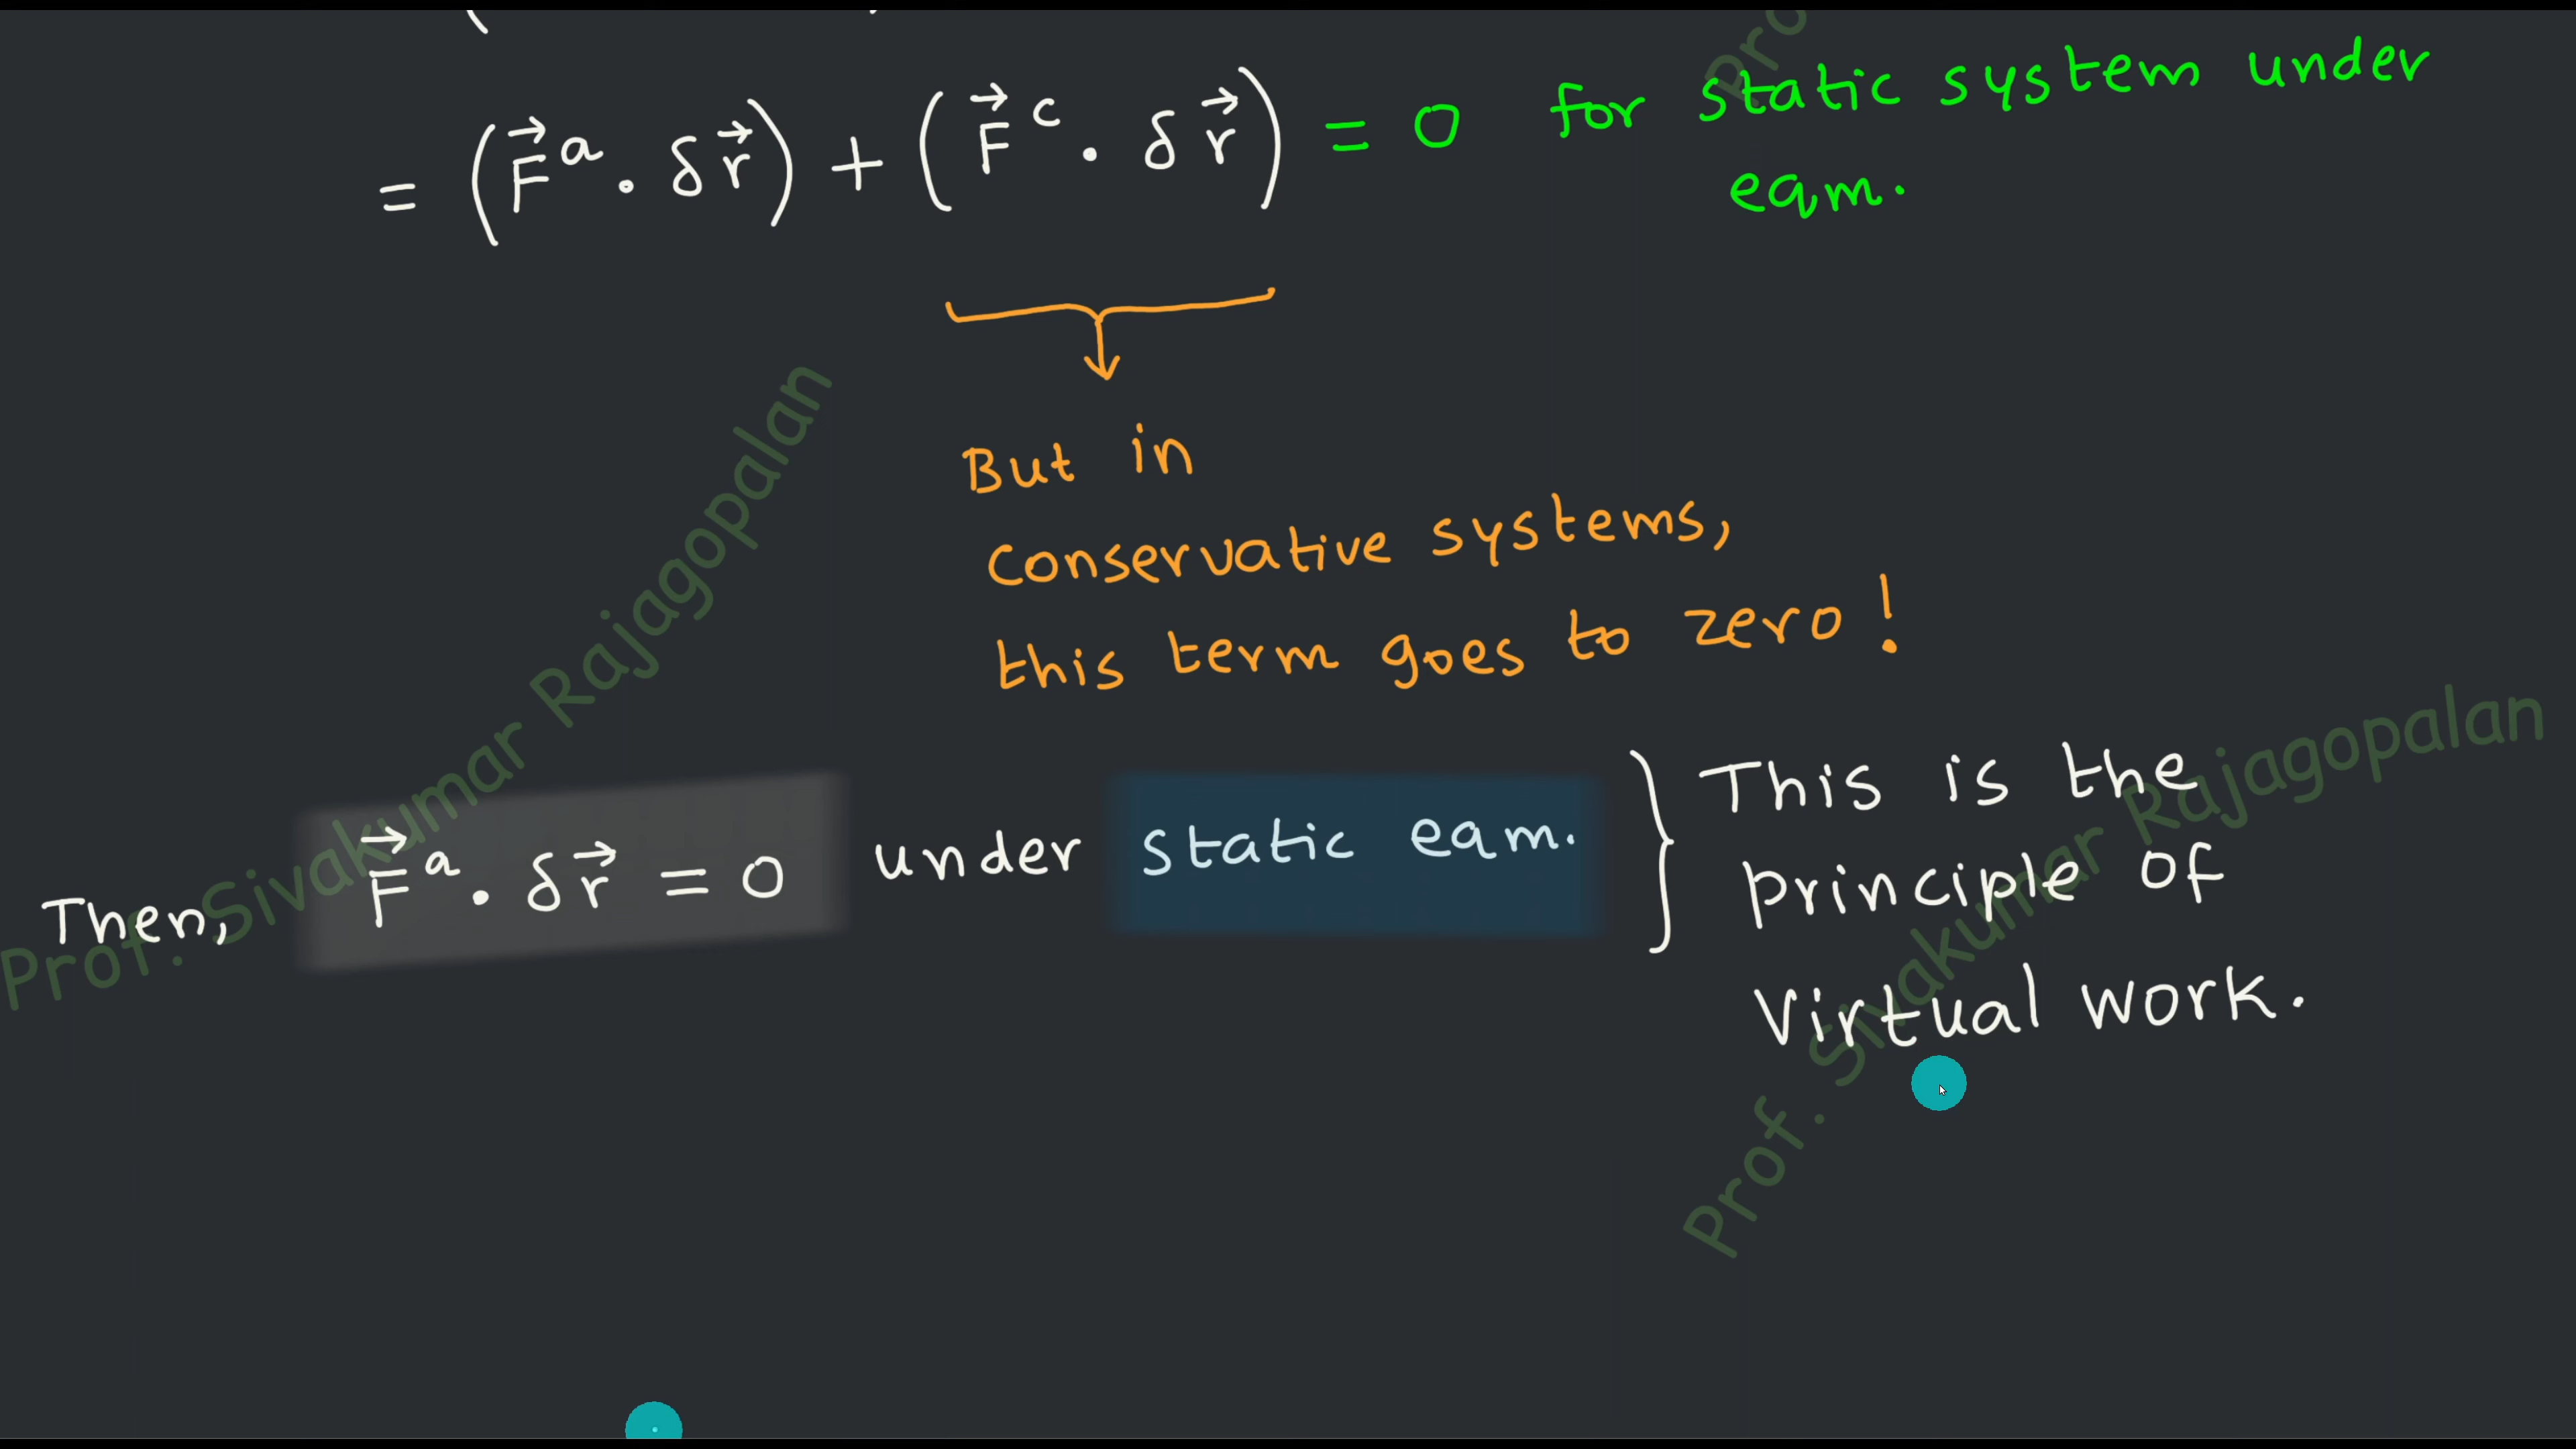 = (F⃗ᵃ · δr⃗) + (F⃗ᶜ · δr⃗) = 0 for static system under
eqm.
But in
conservative systems,
this term goes to zero!
Then, F⃗ᵃ · δr⃗ = 0 under static eqm. } This is the
principle of
Virtual work.
Prof. Sivakumar Rajagopalan
Prof. Sivakumar Rajagopalan
Pro